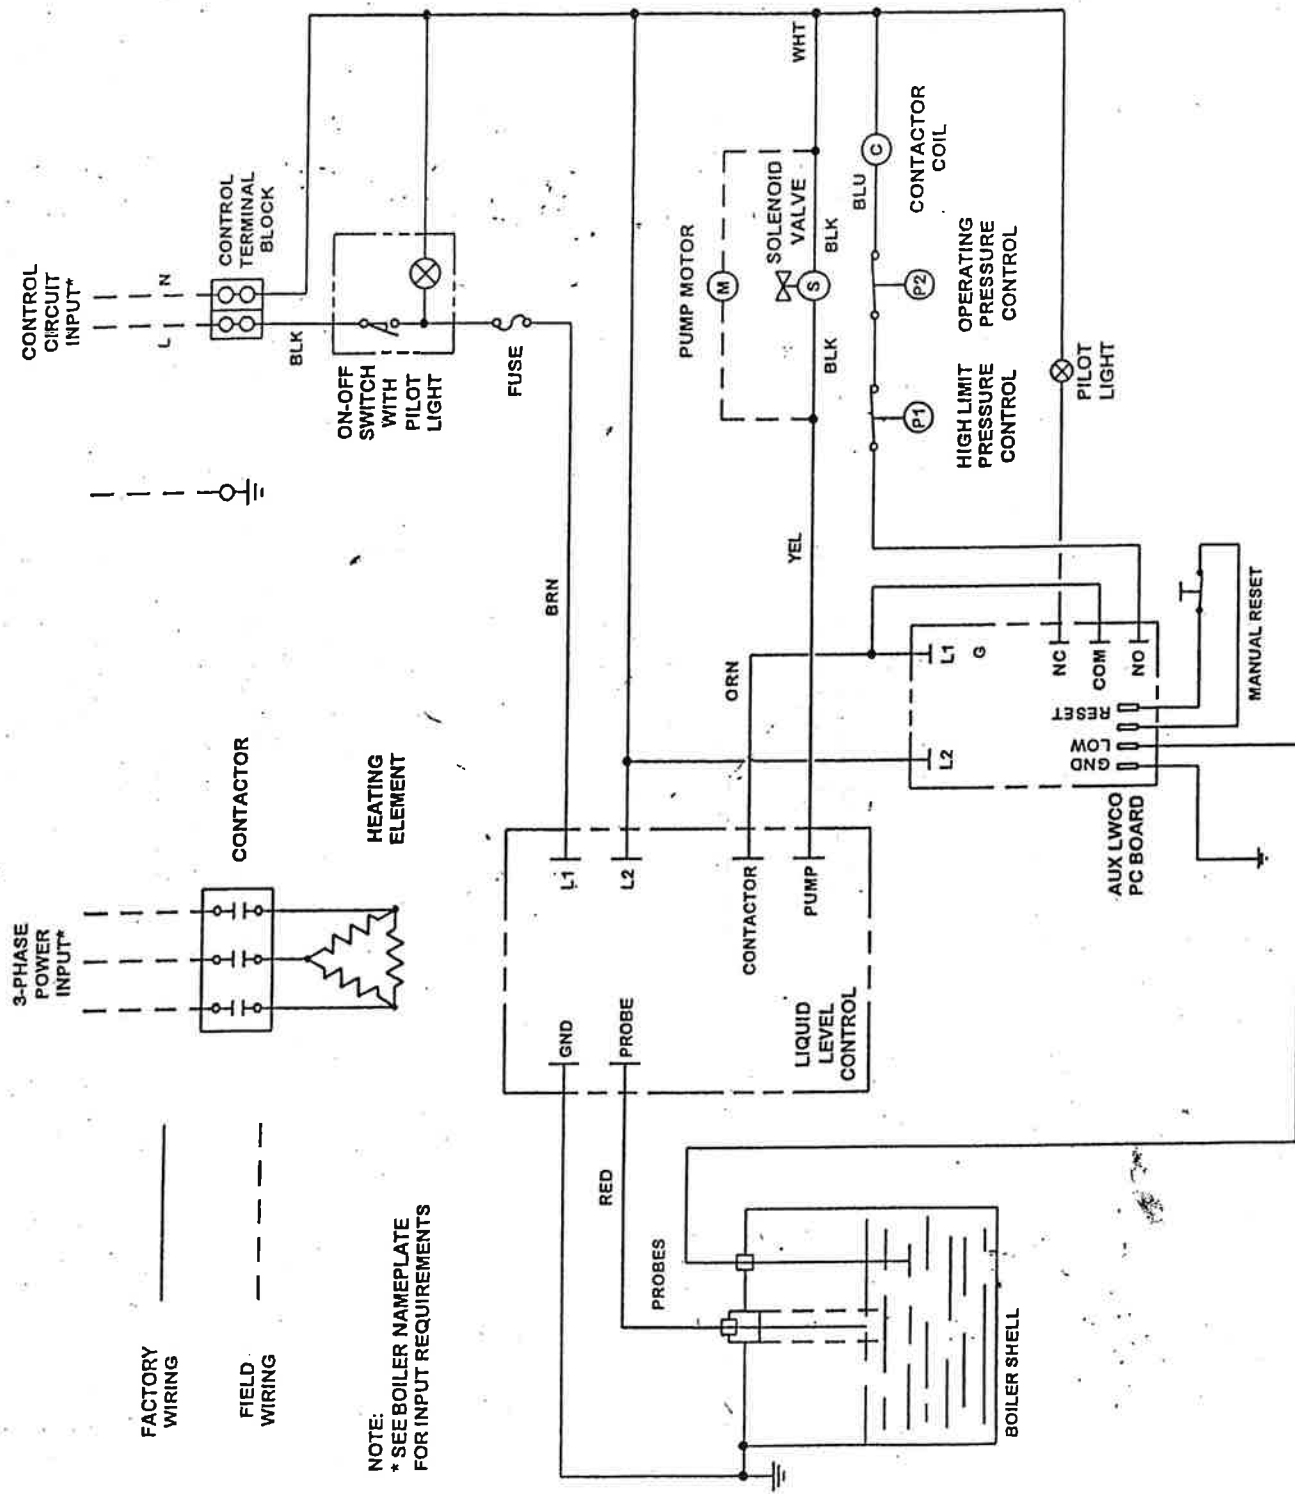 3-PHASE
POWER
INPUT*
CONTACTOR
HEATING
ELEMENT
CONTROL
CIRCUIT
INPUT*
L
N
CONTROL
TERMINAL
BLOCK
BLK
ON-OFF
SWITCH
WITH
PILOT
LIGHT
FUSE
BRN
FACTORY
WIRING
FIELD
WIRING
NOTE:
* SEE BOILER NAMEPLATE
FOR INPUT REQUIREMENTS
GND
PROBE
L1
L2
CONTACTOR
PUMP
LIQUID
LEVEL
CONTROL
RED
PROBES
BOILER SHELL
PUMP MOTOR
M
SOLENOID
VALVE
S
BLK
BLK
WHT
YEL
ORN
BLU
C
CONTACTOR
COIL
P1
HIGH LIMIT
PRESSURE
CONTROL
P2
OPERATING
PRESSURE
CONTROL
PILOT
LIGHT
L2
L1
G
NC
COM
NO
GND
LOW
RESET
AUX LWCO
PC BOARD
MANUAL RESET